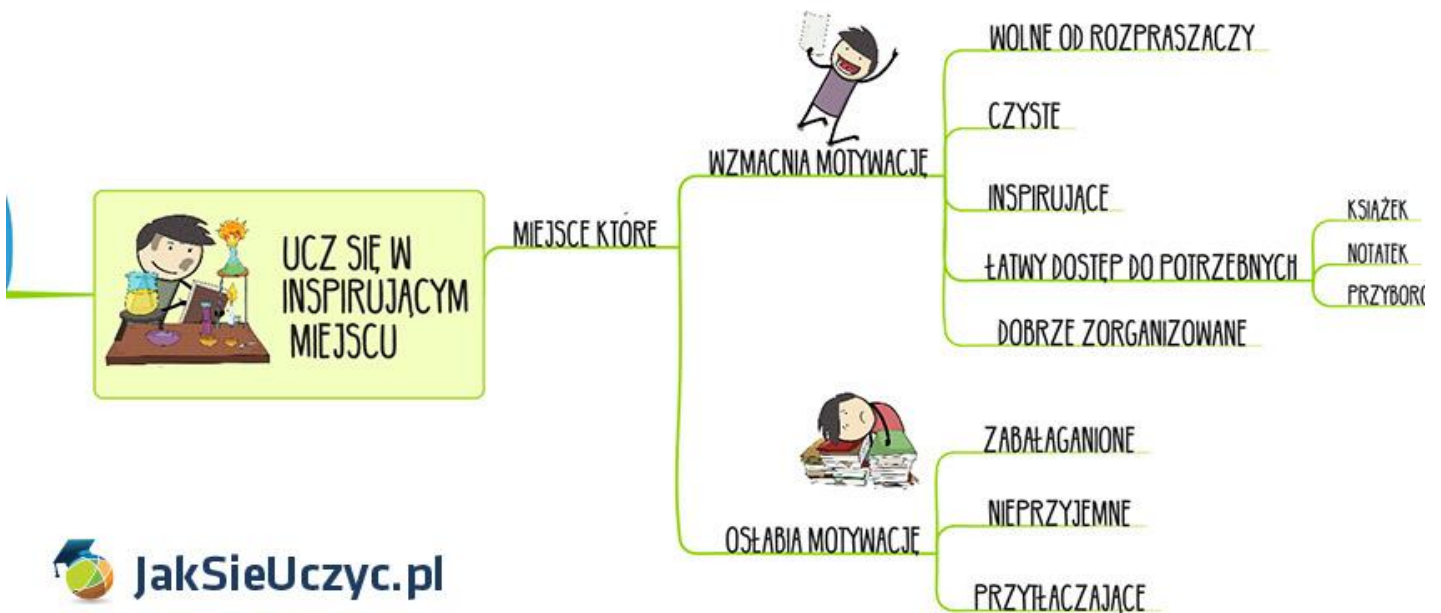 UCZ SIĘ W
INSPIRUJĄCYM
MIEJSCU
MIEJSCE KTÓRE
WZMACNIA MOTYWACJĘ
WOLNE OD ROZPRASZACZY
CZYSTE
INSPIRUJĄCE
ŁATWY DOSTĘP DO POTRZEBNYCH
KSIĄŻEK
NOTATEK
DOBRZE ZORGANIZOWANE
OSŁABIA MOTYWACJĘ
ZABAŁAGANIONE
NIEPRZYJEMNE
PRZYTŁACZAJĄCE
JakSieUczyc.pl